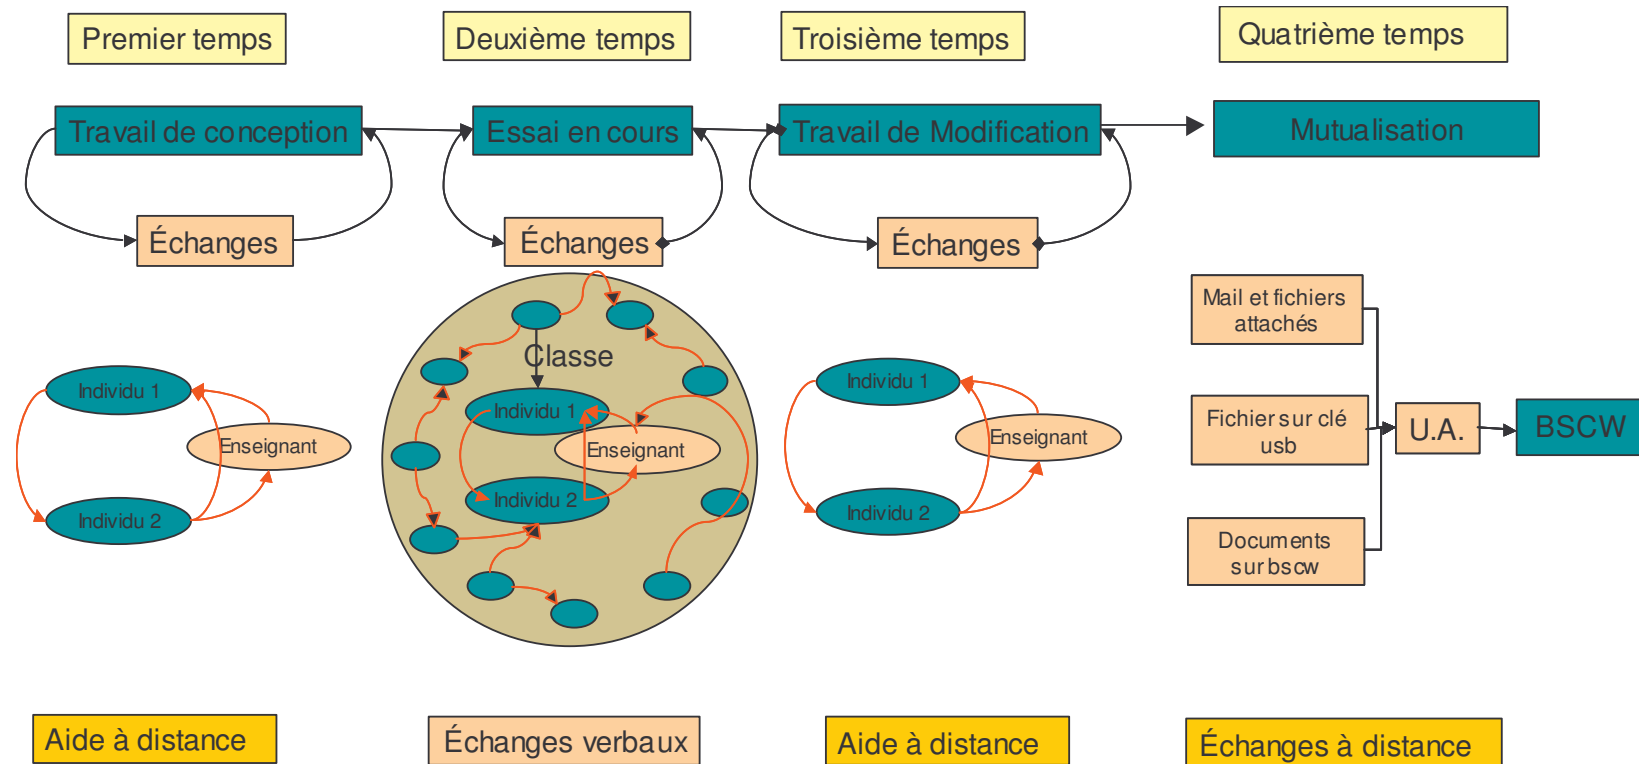 Premier temps
Deuxième temps
Troisième temps
Quatrième temps
Travail de conception
Essai en cours
Travail de Modification
Mutualisation
Échanges
Échanges
Échanges
Classe
Individu 1
Enseignant
Individu 2
Individu 1
Enseignant
Individu 2
Individu 1
Enseignant
Individu 2
Mail et fichiers
attachés
Fichier sur clé
usb
Documents
sur bscw
U.A.
BSCW
Aide à distance
Échanges verbaux
Aide à distance
Échanges à distance